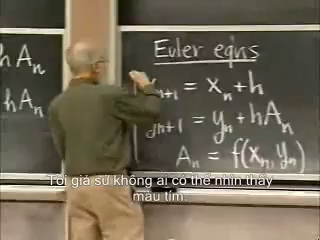 Euler eqns
hAₙ
xₙ₊₁ = xₙ + h
hAₙ
yₙ₊₁ = yₙ + hAₙ
Aₙ = f(xₙ, yₙ)
Tôi giả sử không ai có thể nhìn thấy
màu tím.